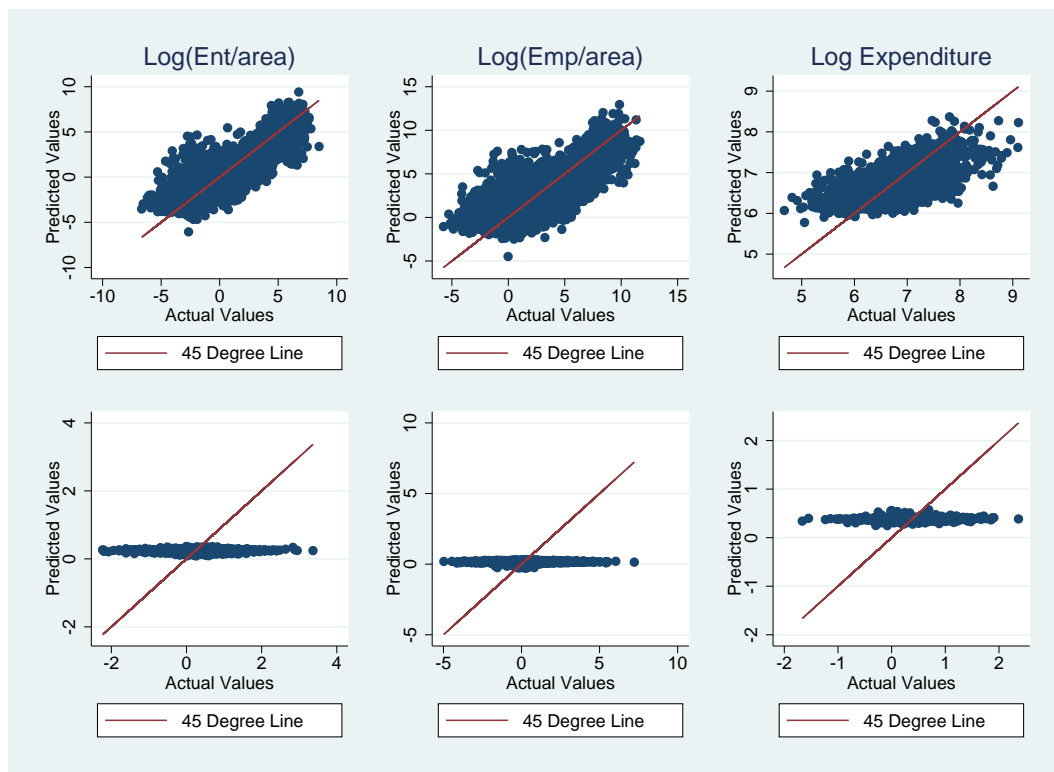 Log(Ent/area)
10
5
0
-5
-10
Predicted Values
-10 -5 0 5 10
Actual Values
45 Degree Line
Log(Emp/area)
15
10
5
0
-5
Predicted Values
-5 0 5 10 15
Actual Values
45 Degree Line
Log Expenditure
9
8
7
6
5
Predicted Values
5 6 7 8 9
Actual Values
45 Degree Line
4
2
0
-2
Predicted Values
-2 0 2 4
Actual Values
45 Degree Line
10
5
0
-5
Predicted Values
-5 0 5 10
Actual Values
45 Degree Line
2
1
0
-1
-2
Predicted Values
-2 -1 0 1 2
Actual Values
45 Degree Line